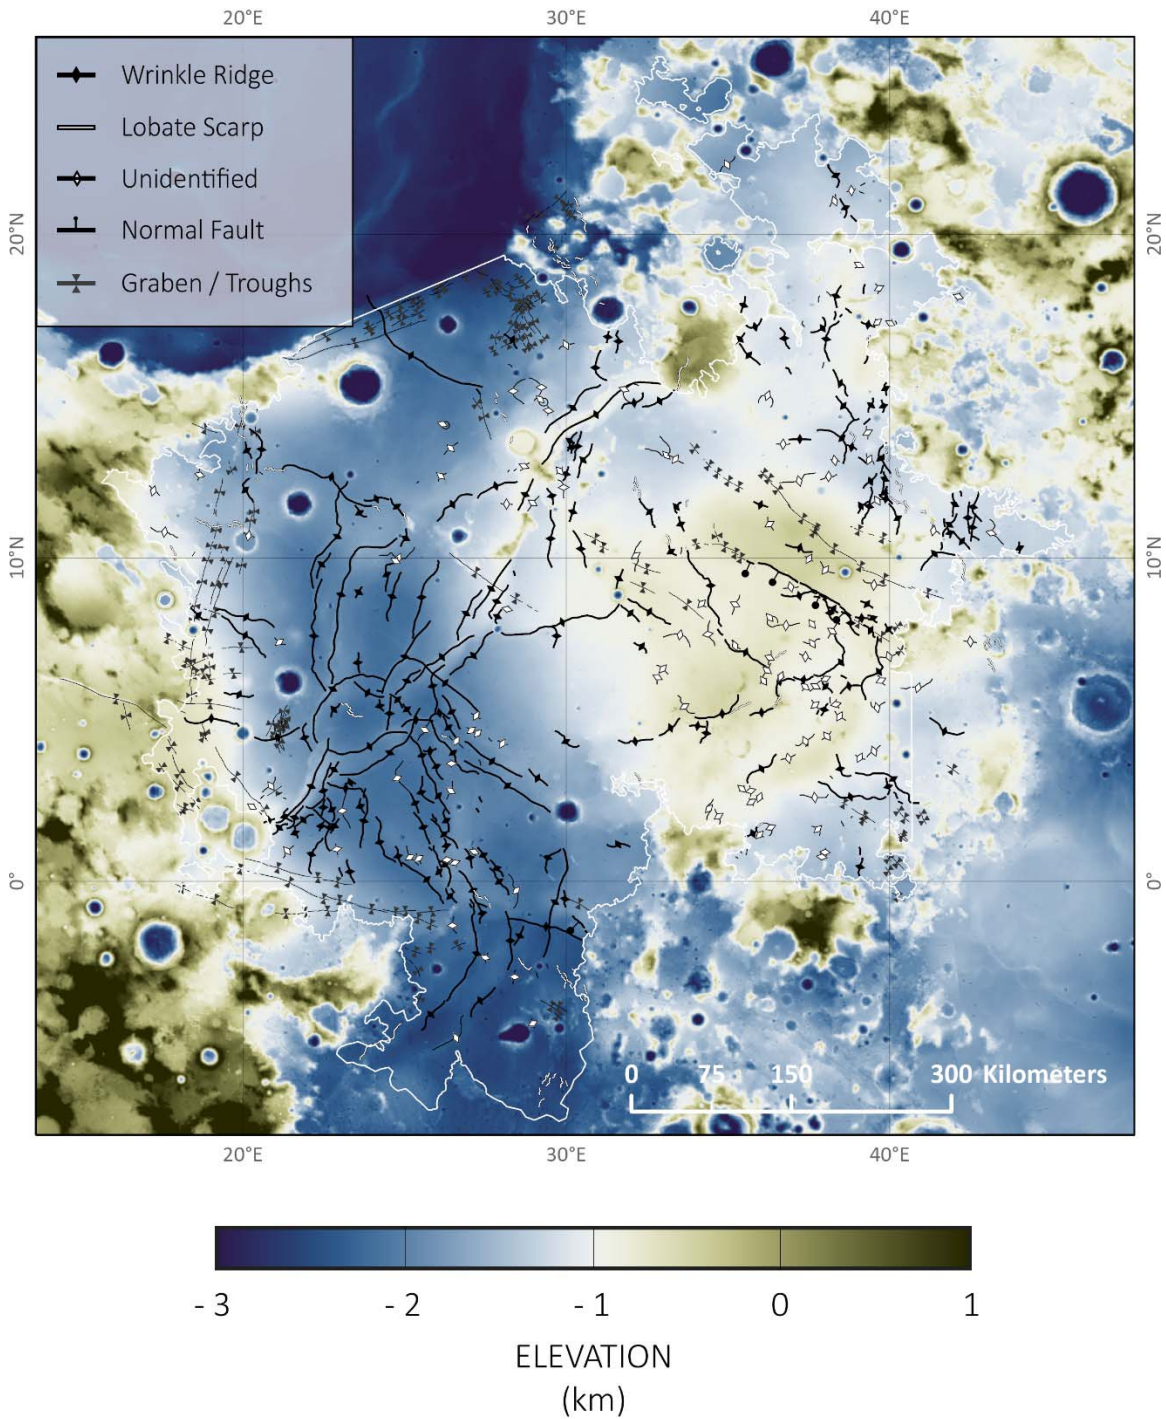 20°E 30°E 40°E
Wrinkle Ridge
Lobate Scarp
Unidentified
Normal Fault
Graben / Troughs
20°N 20°N
10°N 10°N
0° 0°
0 75 150 300 Kilometers
20°E 30°E 40°E
- 3 - 2 - 1 0 1
ELEVATION
(km)